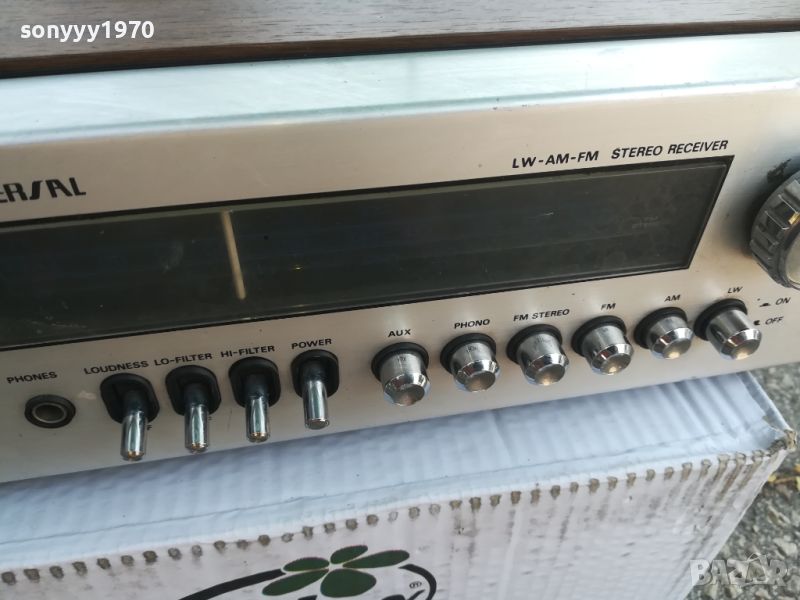 sonyyy1970
LW-AM-FM STEREO RECEIVER
LOUDNESS LO-FILTER HI-FILTER POWER
AUX PHONO FM STEREO FM AM LW
ON
OFF
PHONES
BAZAR